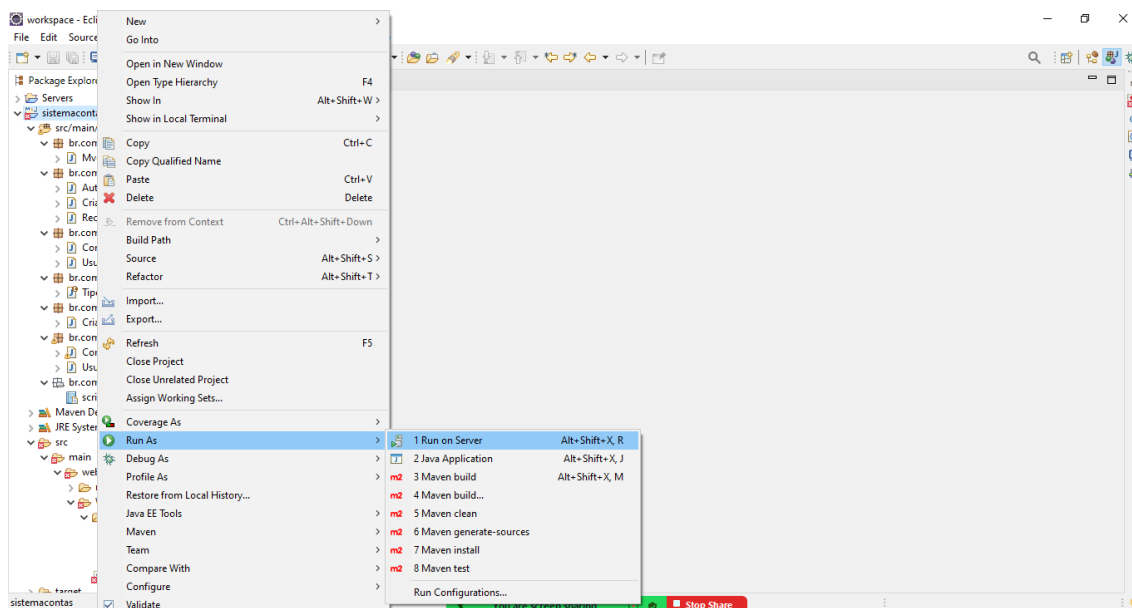 workspace - Ecl
File Edit Source
Package Explore
Servers
sistemaconta
src/main/
br.com
Mv
br.com
Aut
Cria
Rec
br.com
Cor
Usu
br.com
Tipo
br.com
Cria
br.com
Cor
Usu
br.com
scri
Maven De
JRE System
src
main
wel
target
sistemacontas
New
Go Into
Open in New Window
Open Type Hierarchy F4
Show In Alt+Shift+W >
Show in Local Terminal
Copy Ctrl+C
Copy Qualified Name
Paste Ctrl+V
Delete Delete
Remove from Context Ctrl+Alt+Shift+Down
Build Path
Source Alt+Shift+S >
Refactor Alt+Shift+T >
Import...
Export...
Refresh F5
Close Project
Close Unrelated Project
Assign Working Sets...
Coverage As
Run As
Debug As
Profile As
Restore from Local History...
Java EE Tools
Maven
Team
Compare With
Configure
Validate
1 Run on Server Alt+Shift+X, R
2 Java Application Alt+Shift+X, J
m2 3 Maven build Alt+Shift+X, M
m2 4 Maven build...
m2 5 Maven clean
m2 6 Maven generate-sources
m2 7 Maven install
m2 8 Maven test
Run Configurations...
You are screen sharing
Stop Share